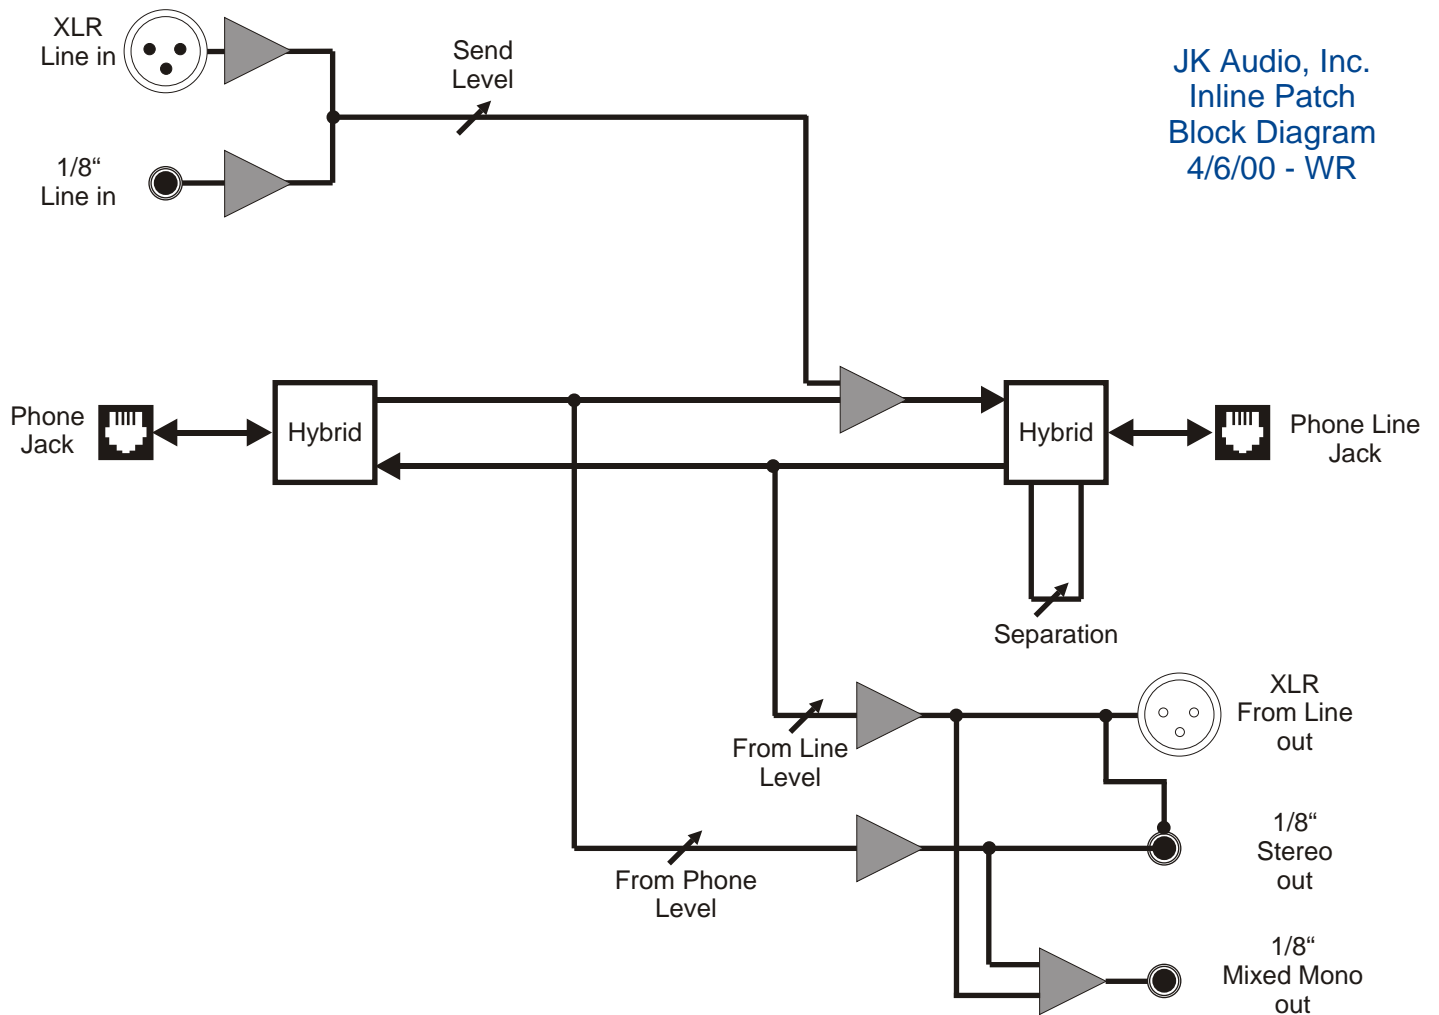 XLR
Line in
Send
Level
JK Audio, Inc.
Inline Patch
Block Diagram
4/6/00 - WR
1/8“
Line in
Phone
Jack
Hybrid
Hybrid
Phone Line
Jack
Separation
XLR
From Line
out
From Line
Level
1/8“
Stereo
out
From Phone
Level
1/8“
Mixed Mono
out